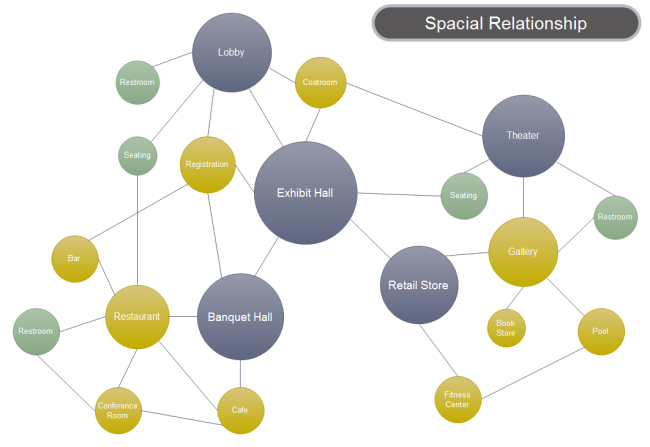 Spacial Relationship
Lobby
Restroom
Coatroom
Theater
Seating
Registration
Exhibit Hall
Seating
Restroom
Bar
Gallery
Retail Store
Restaurant
Banquet Hall
Restroom
Book
Store
Pool
Conference
Room
Cafe
Fitness
Center